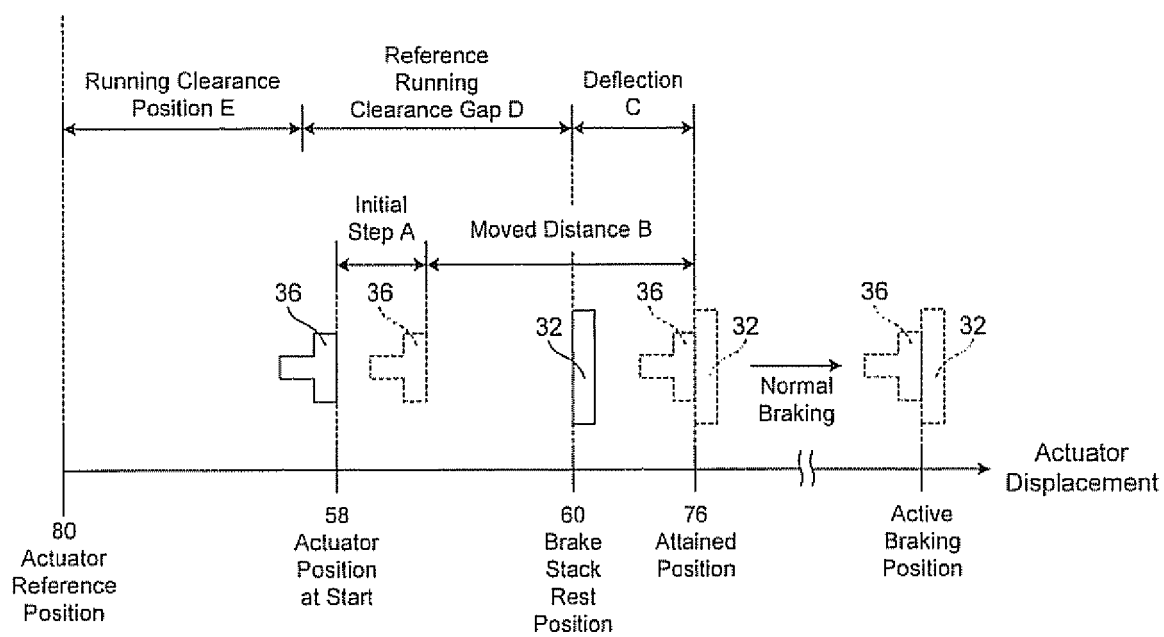 Running Clearance
Position E
Reference
Running
Clearance Gap D
Deflection
C
Initial
Step A
Moved Distance B
36
36
32
36
32
36
32
Normal
Braking
Actuator
Displacement
80
Actuator
Reference
Position
58
Actuator
Position
at Start
60
Brake
Stack
Rest
Position
76
Attained
Position
Active
Braking
Position